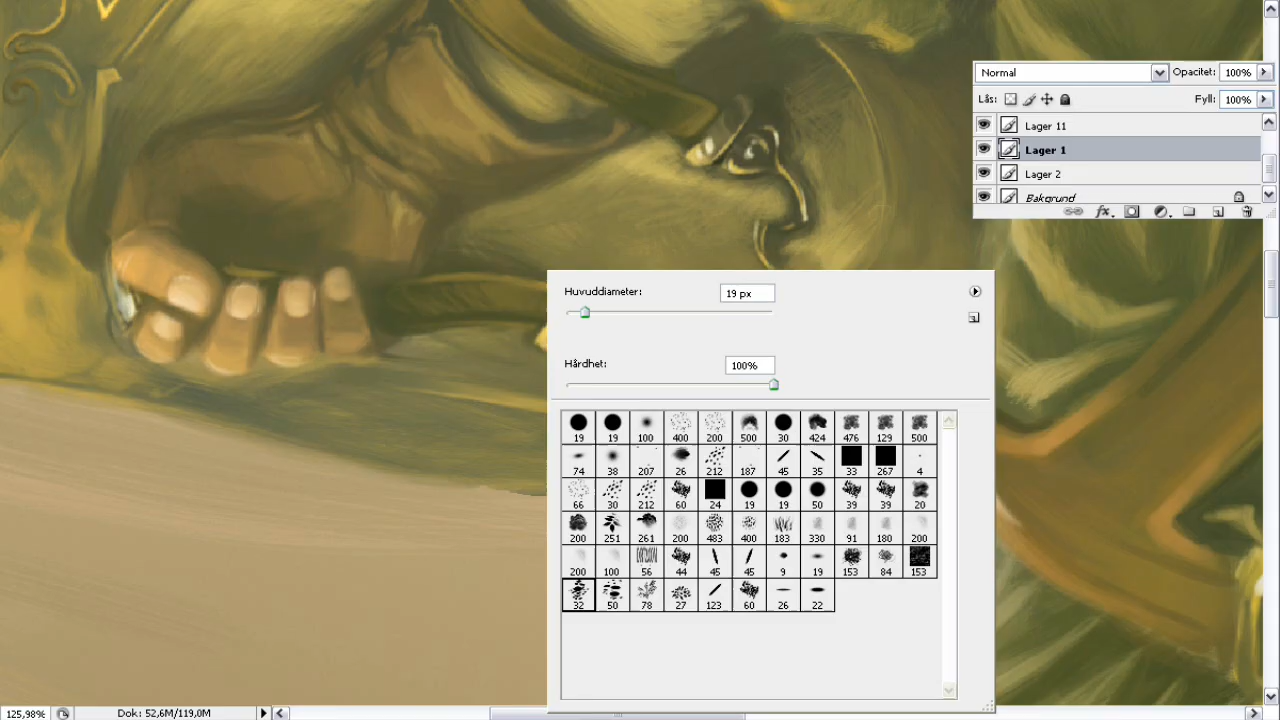 Normal Opacitet: 100%
Lås: Fyll: 100%
Lager 11
Lager 1
Lager 2
Bakgrund
fx
Huvuddiameter: 19 px
Hårdhet: 100%
19 19 100 400 200 500 30 424 476 129 500
74 38 207 26 212 187 45 35 33 267 4
66 30 212 60 24 19 19 50 39 39 20
200 251 261 200 483 400 183 330 91 180 200
200 100 56 44 45 45 9 19 153 84 153
32 50 78 27 123 60 26 22
125,98% Dok: 52,6M/119,0M